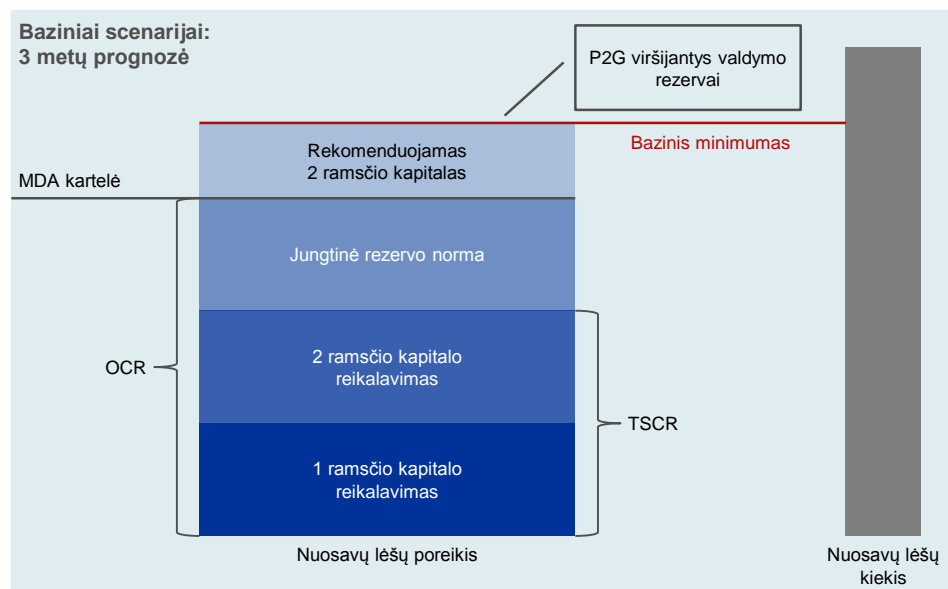 Baziniai scenarijai:
3 metų prognozė
P2G viršijantys valdymo
rezervai
Bazinis minimumas
Rekomenduojamas
2 ramsčio kapitalas
MDA kartelė
Jungtinė rezervo norma
OCR
2 ramsčio kapitalo
reikalavimas
TSCR
1 ramsčio kapitalo
reikalavimas
Nuosavų lėšų poreikis
Nuosavų lėšų
kiekis